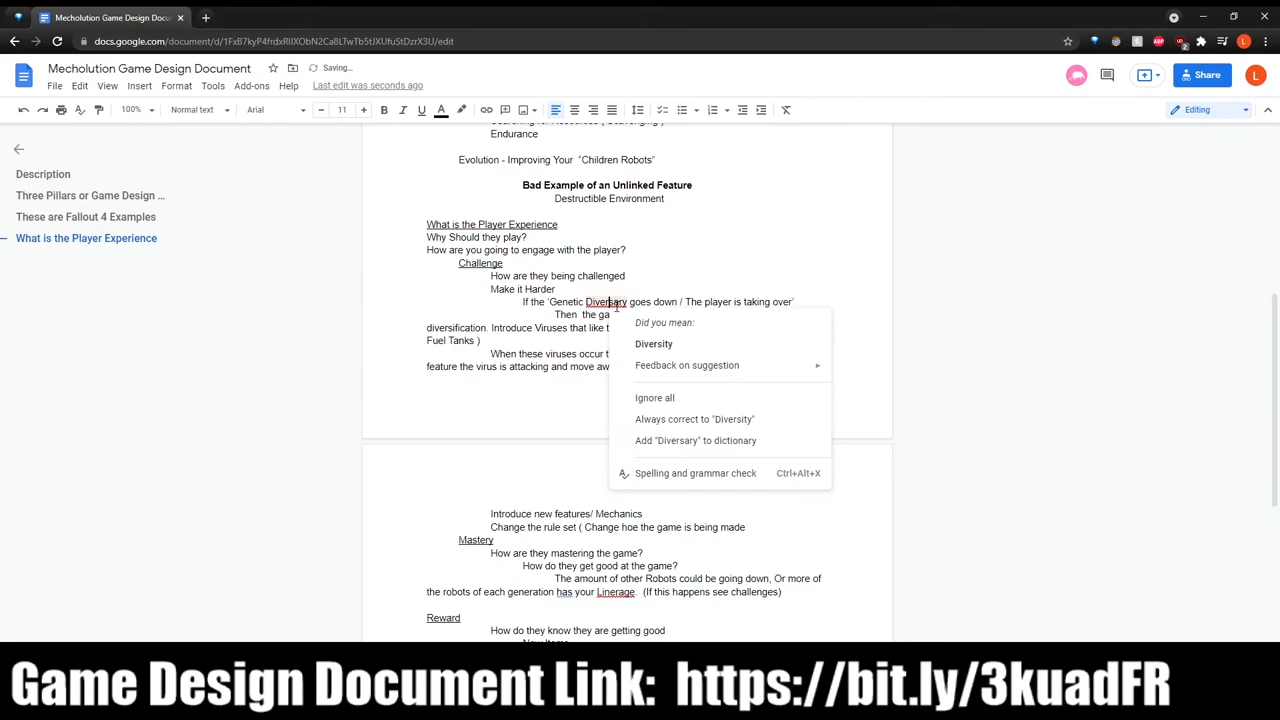 Mecholution Game Design Docu
docs.google.com/document/d/1FxB7kyP4frdxRIIXObN2Ca8LTwTb5tJXUfuStDzrX3U/edit
Mecholution Game Design Document
Saving...
File Edit View Insert Format Tools Add-ons Help Last edit was seconds ago
Share
L
100% Normal text Arial 11 B I U A Editing
Description
Three Pillars or Game Design ...
These are Fallout 4 Examples
What is the Player Experience
Endurance
Evolution - Improving Your "Children Robots"
Bad Example of an Unlinked Feature
Destructible Environment
What is the Player Experience
Why Should they play?
How are you going to engage with the player?
Challenge
How are they being challenged
Make it Harder
If the 'Genetic Diversary goes down / The player is taking over'
Then the ga
diversification. Introduce Viruses that like t
Fuel Tanks )
When these viruses occur t
feature the virus is attacking and move aw
Did you mean:
Diversity
Feedback on suggestion
Ignore all
Always correct to "Diversity"
Add "Diversary" to dictionary
Spelling and grammar check Ctrl+Alt+X
Introduce new features/ Mechanics
Change the rule set ( Change hoe the game is being made
Mastery
How are they mastering the game?
How do they get good at the game?
The amount of other Robots could be going down, Or more of
the robots of each generation has your Linerage. (If this happens see challenges)
Reward
How do they know they are getting good
Game Design Document Link: https://bit.ly/3kuadFR